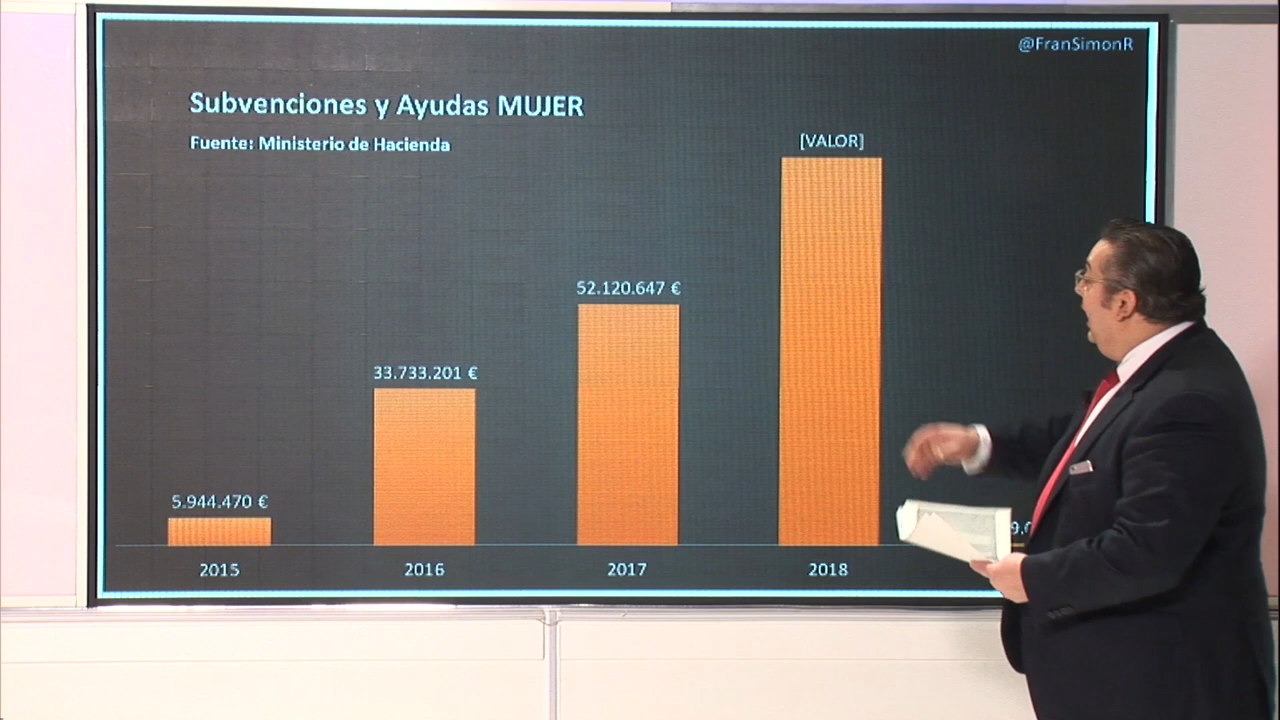 @FranSimonR
Subvenciones y Ayudas MUJER
Fuente: Ministerio de Hacienda
[VALOR]
52.120.647 €
33.733.201 €
5.944.470 €
2015
2016
2017
2018